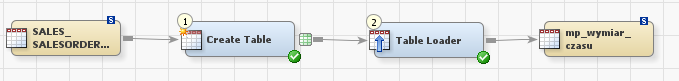 S
SALES_
SALESORDER...
1
Create Table
2
Table Loader
S
mp_wymiar_
czasu